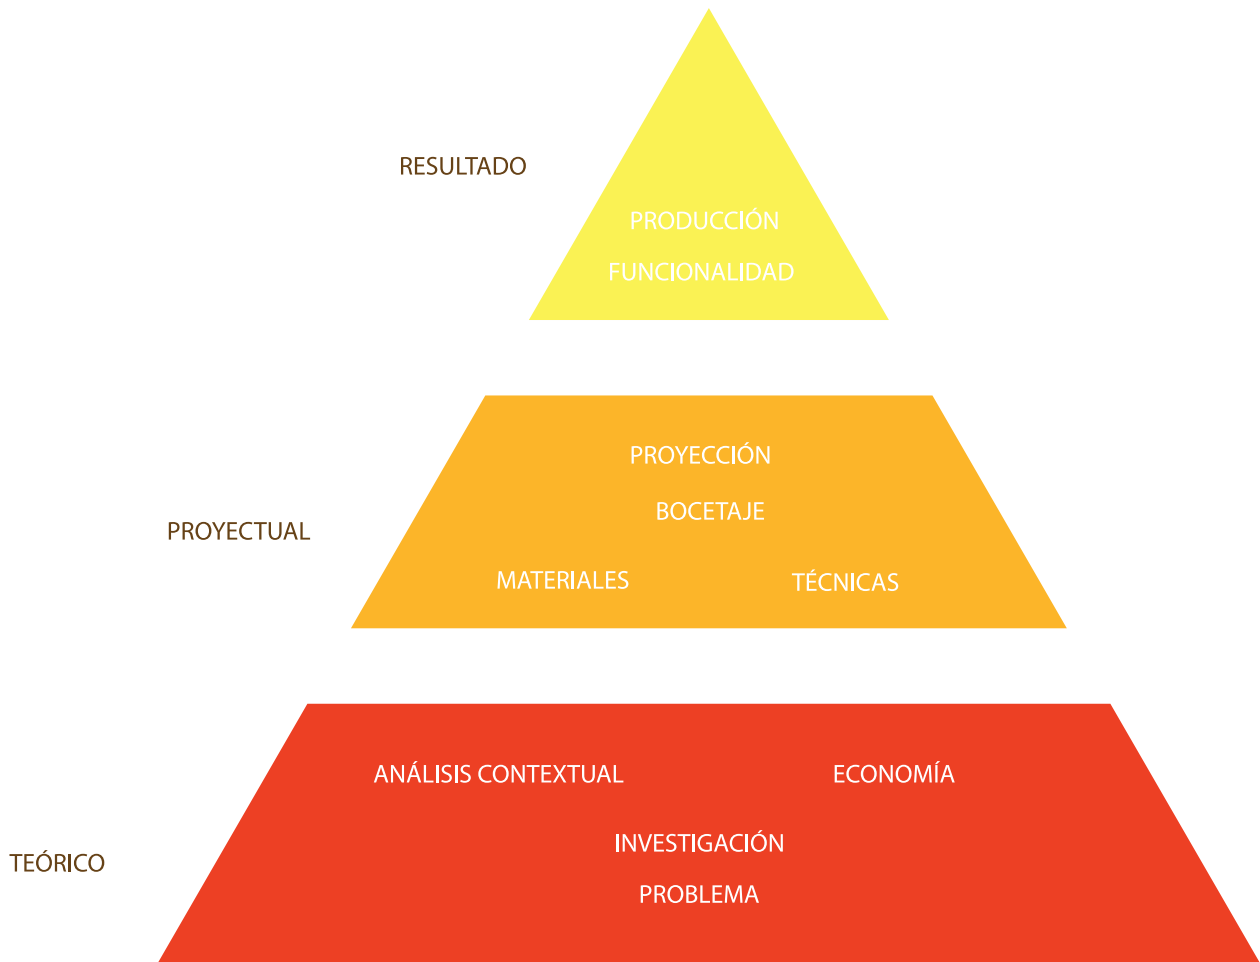 RESULTADO
PRODUCCIÓN
FUNCIONALIDAD
PROYECCIÓN
BOCETAJE
PROYECTUAL
MATERIALES
TÉCNICAS
ANÁLISIS CONTEXTUAL
ECONOMÍA
INVESTIGACIÓN
TEÓRICO
PROBLEMA